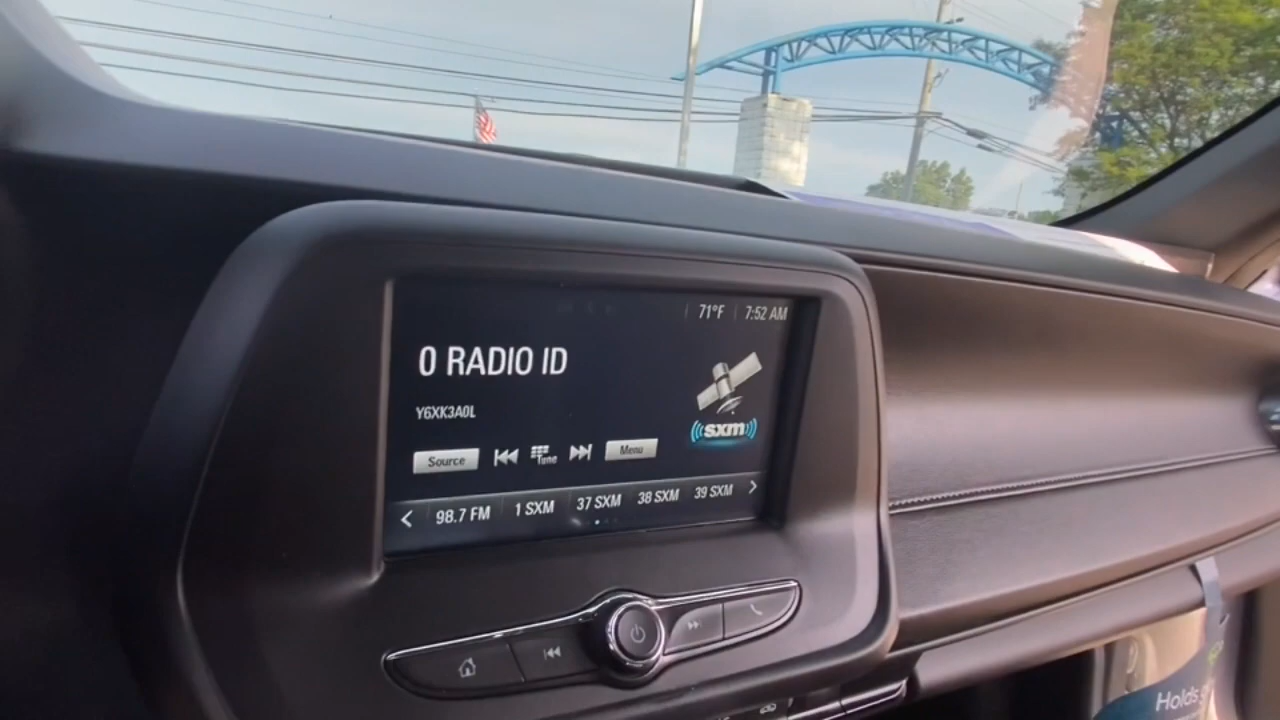 71°F 7:52 AM
0 RADIO ID
Y6XK3A0L
((sxm))
Source Tune Menu
98.7 FM 1 SXM 37 SXM 38 SXM 39 SXM
Holds